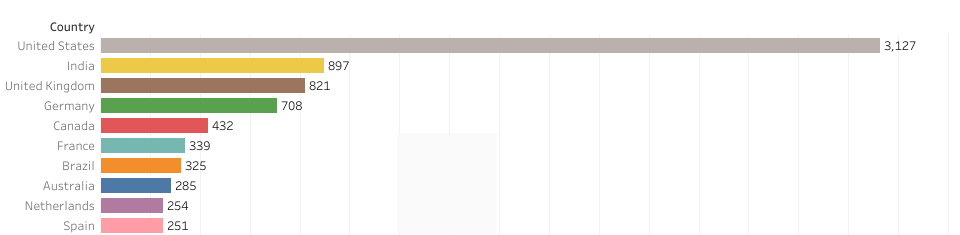 Country
United States 3,127
India 897
United Kingdom 821
Germany 708
Canada 432
France 339
Brazil 325
Australia 285
Netherlands 254
Spain 251